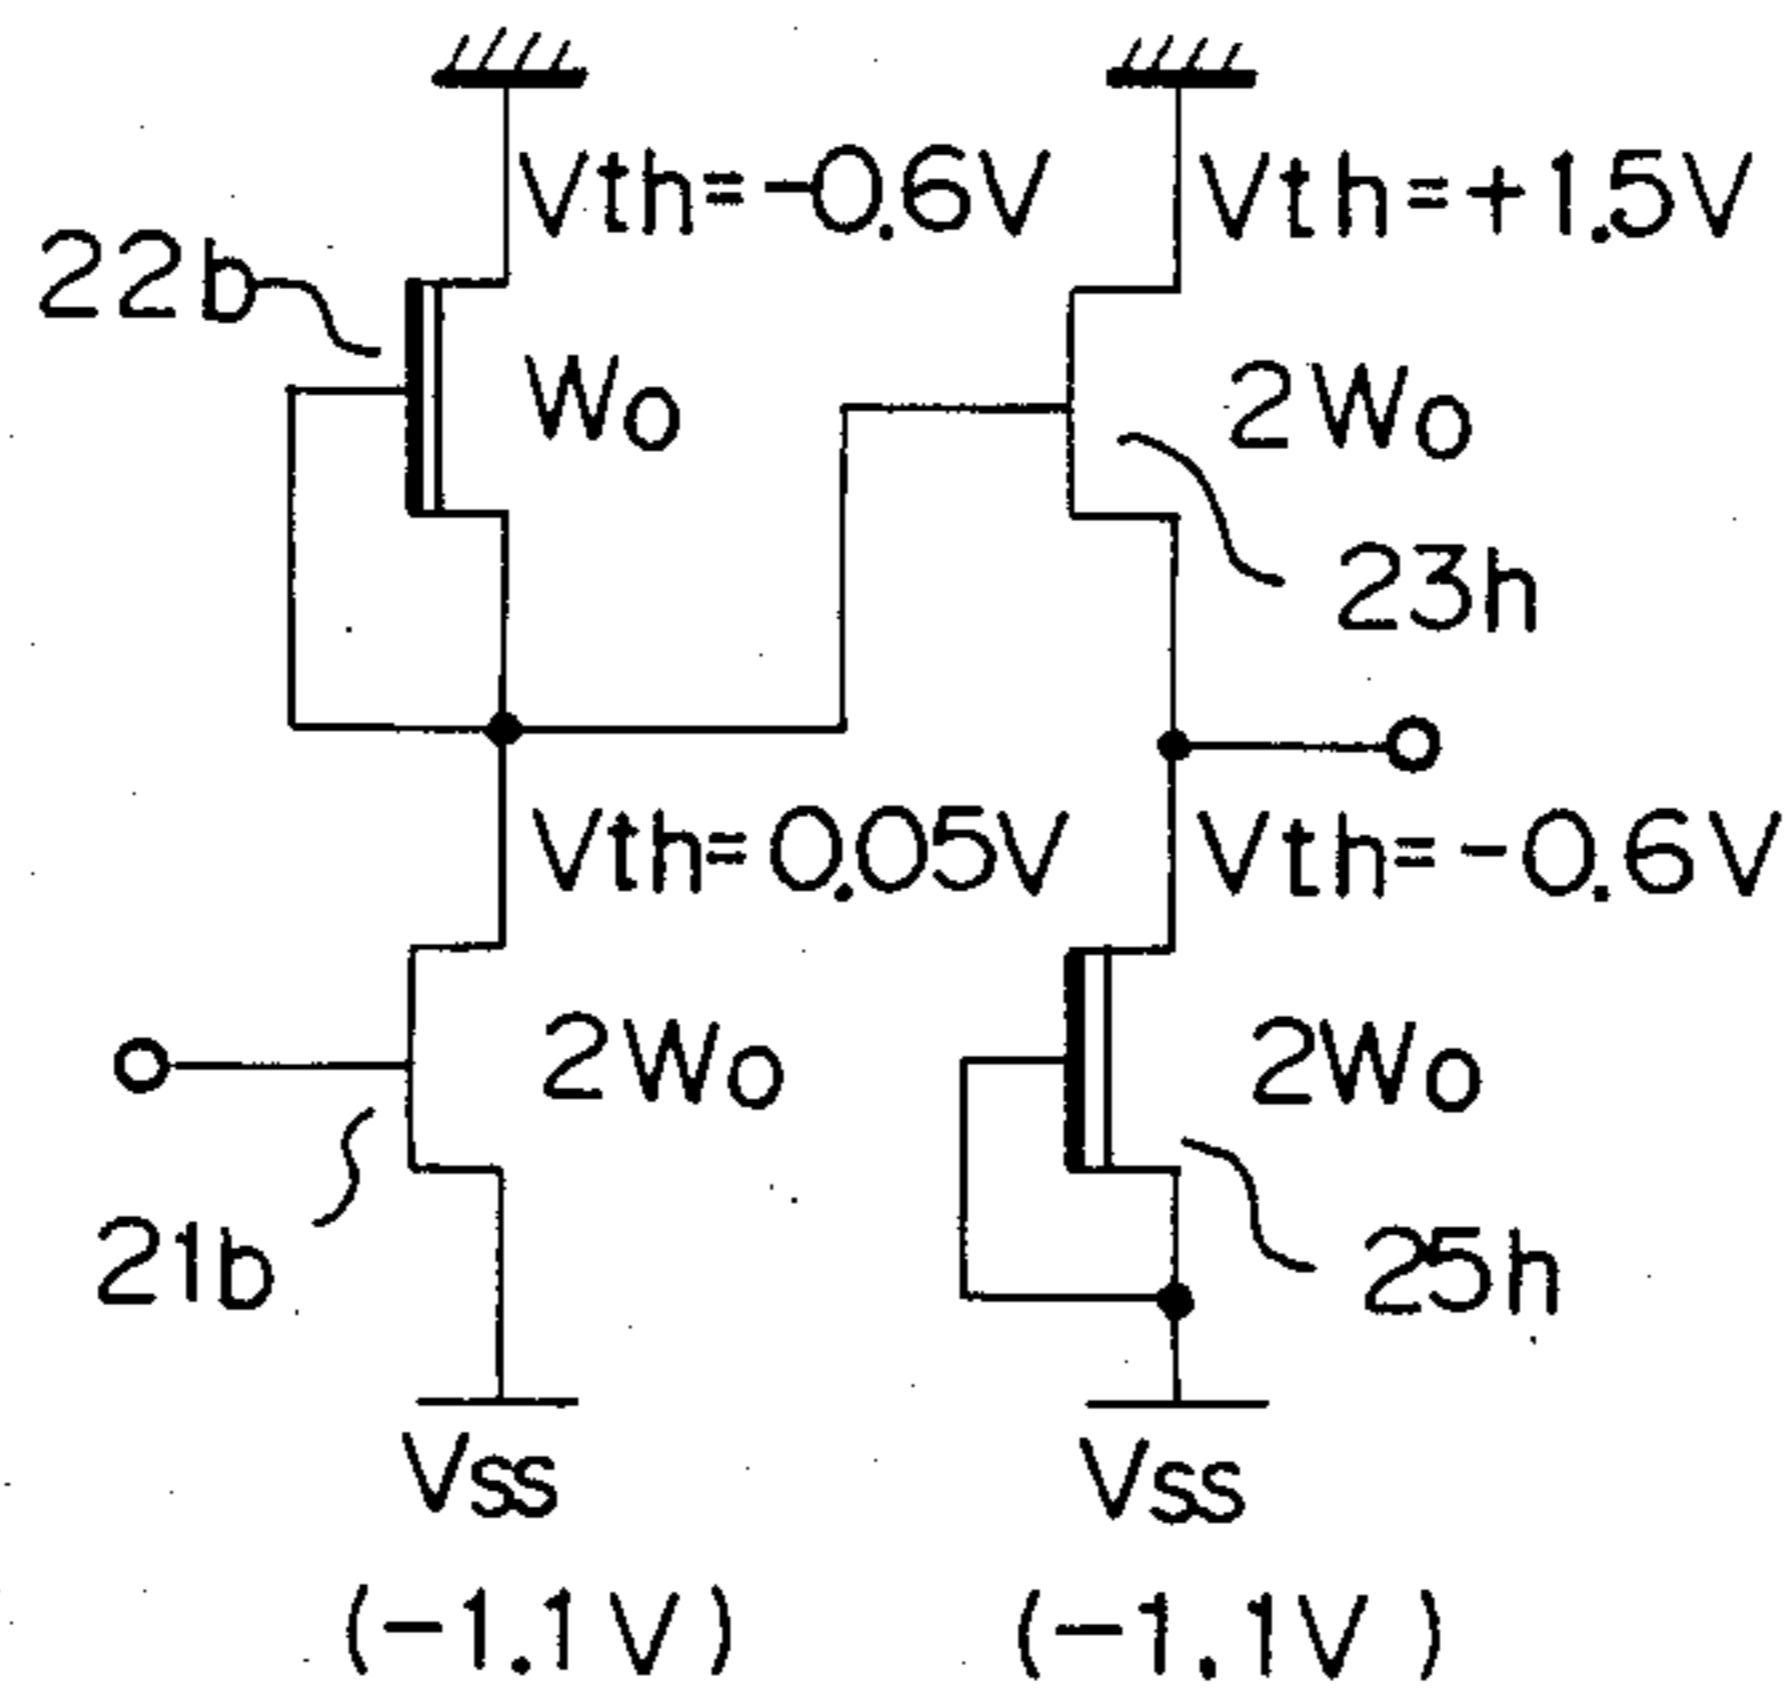 Vth=-0.6V
Vth=+1.5V
22b
Wo
2Wo
23h
Vth=0.05V
Vth=-0.6V
2Wo
2Wo
21b
25h
Vss
Vss
(-1.1V)
(-1.1V)